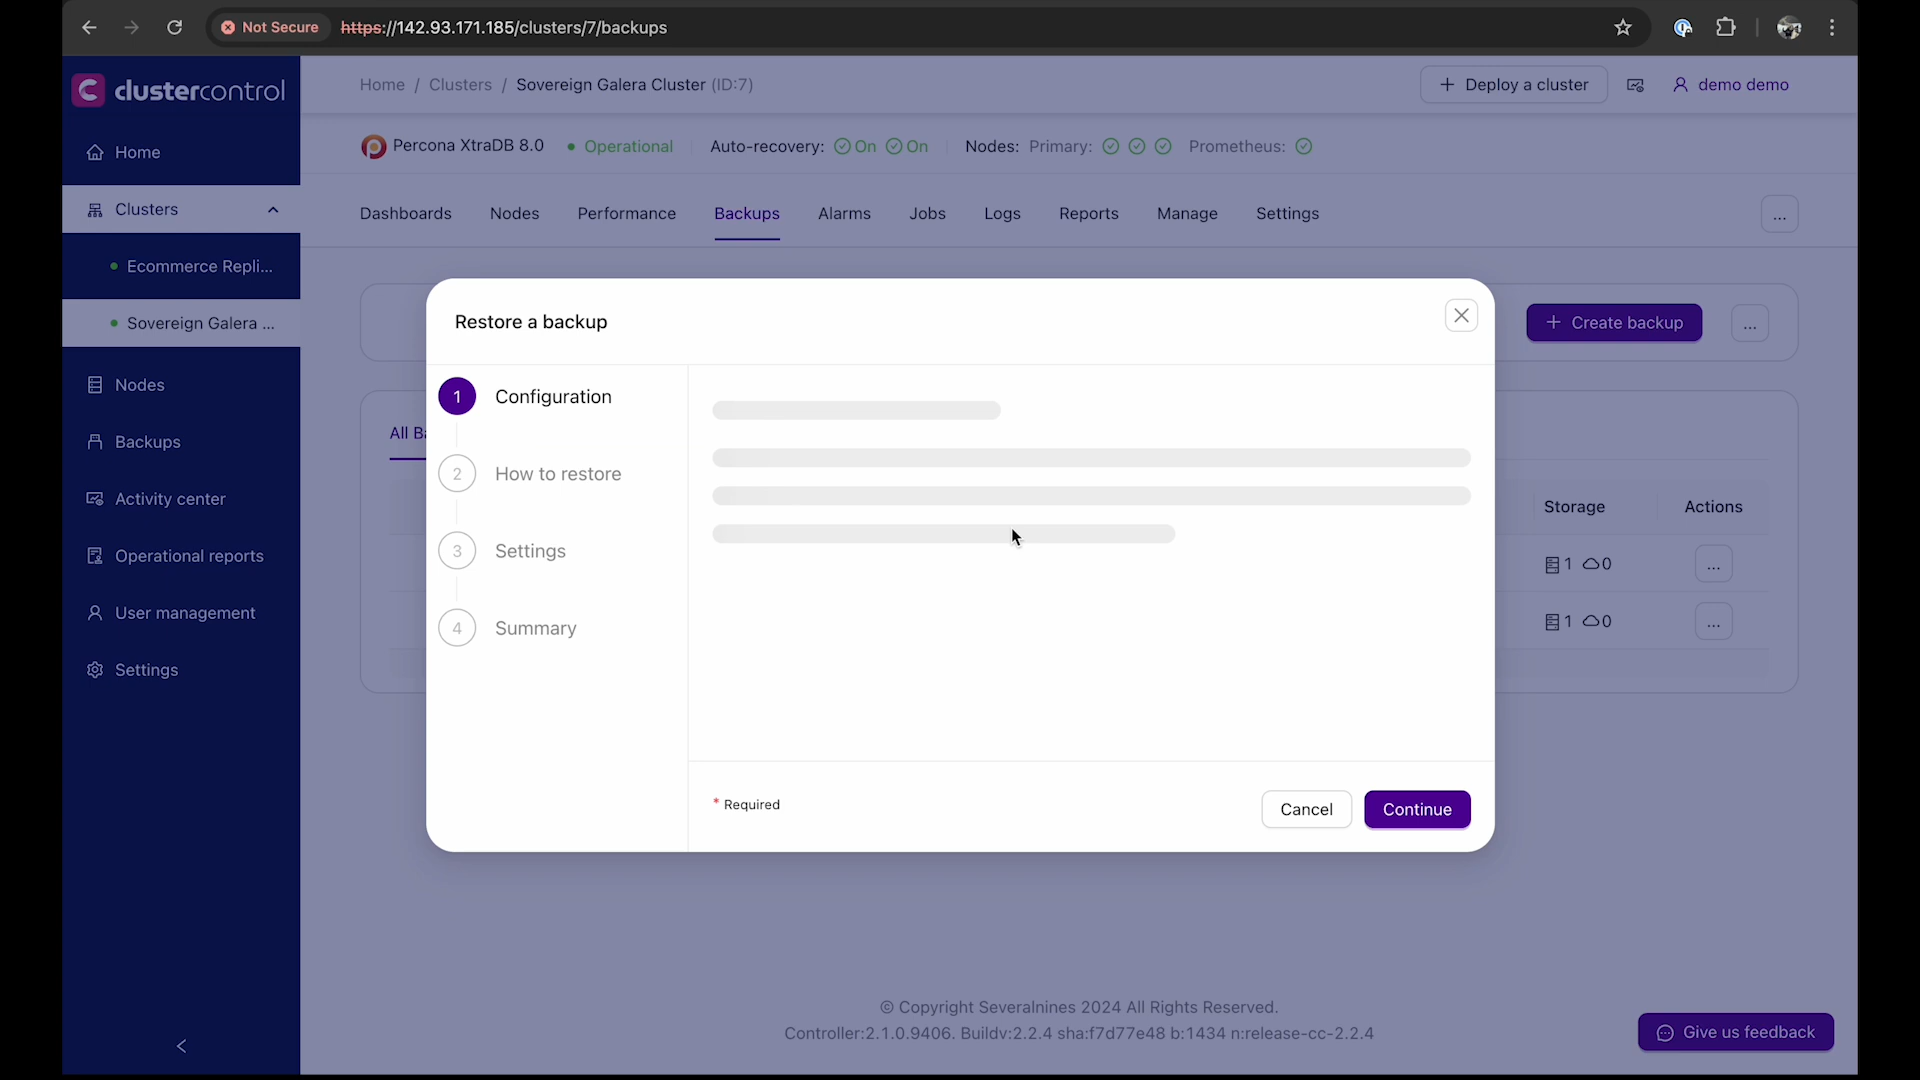 Not Secure https://142.93.171.185/clusters/7/backups
clustercontrol
Home / Clusters / Sovereign Galera Cluster (ID:7)
+ Deploy a cluster
demo demo
Home
Clusters
Ecommerce Repli...
Sovereign Galera ...
Nodes
Backups
Activity center
Operational reports
User management
Settings
Percona XtraDB 8.0 • Operational Auto-recovery: On On Nodes: Primary: Prometheus:
Dashboards Nodes Performance Backups Alarms Jobs Logs Reports Manage Settings ...
+ Create backup ...
All Ba
Storage Actions
1 0 ...
1 0 ...
Restore a backup
1 Configuration
2 How to restore
3 Settings
4 Summary
* Required
Cancel Continue
© Copyright Severalnines 2024 All Rights Reserved.
Controller:2.1.0.9406. Buildv:2.2.4 sha:f7d77e48 b:1434 n:release-cc-2.2.4
Give us feedback